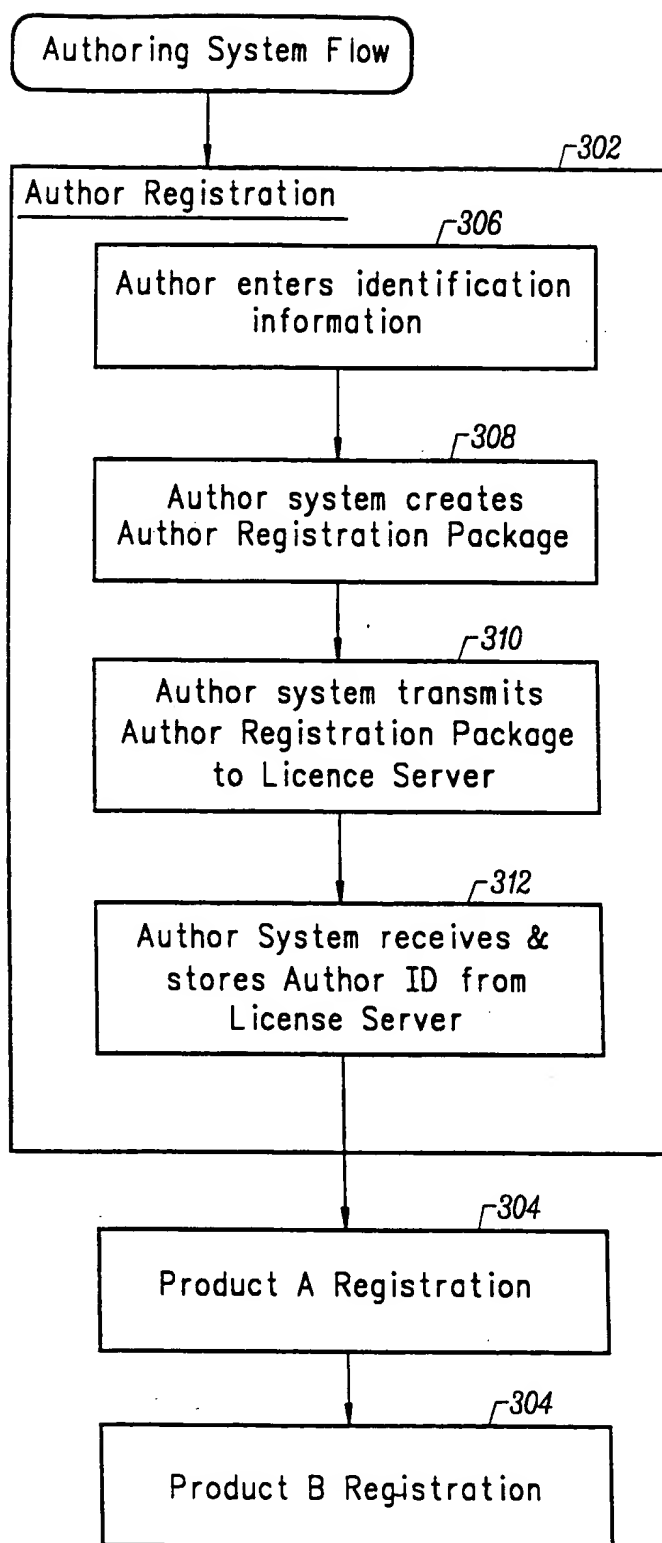 Authoring System Flow
302
Author Registration
306
Author enters identification
information
308
Author system creates
Author Registration Package
310
Author system transmits
Author Registration Package
to Licence Server
312
Author System receives &
stores Author ID from
License Server
304
Product A Registration
304
Product B Registration